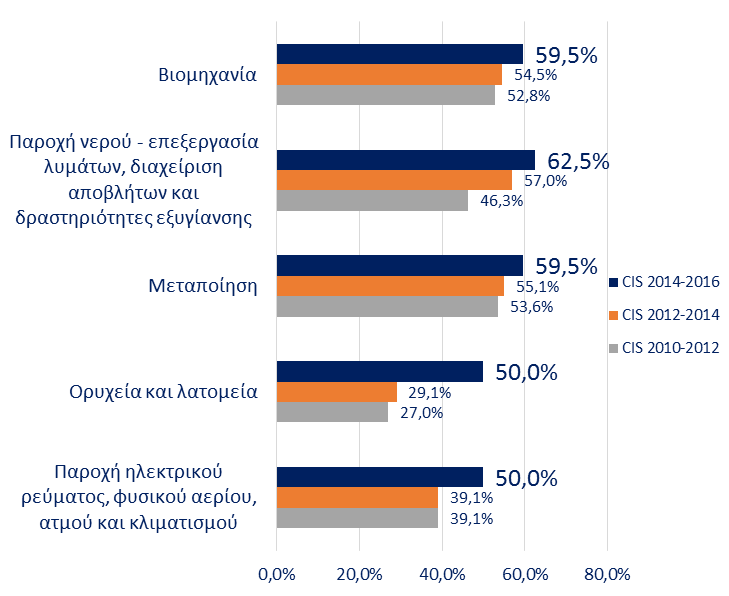 Βιομηχανία
59,5%
54,5%
52,8%
Παροχή νερού - επεξεργασία
λυμάτων, διαχείριση
αποβλήτων και
δραστηριότητες εξυγίανσης
62,5%
57,0%
46,3%
Μεταποίηση
59,5%
55,1%
53,6%
Ορυχεία και λατομεία
50,0%
29,1%
27,0%
Παροχή ηλεκτρικού
ρεύματος, φυσικού αερίου,
ατμού και κλιματισμού
50,0%
39,1%
39,1%
0,0% 20,0% 40,0% 60,0% 80,0%
CIS 2014-2016
CIS 2012-2014
CIS 2010-2012